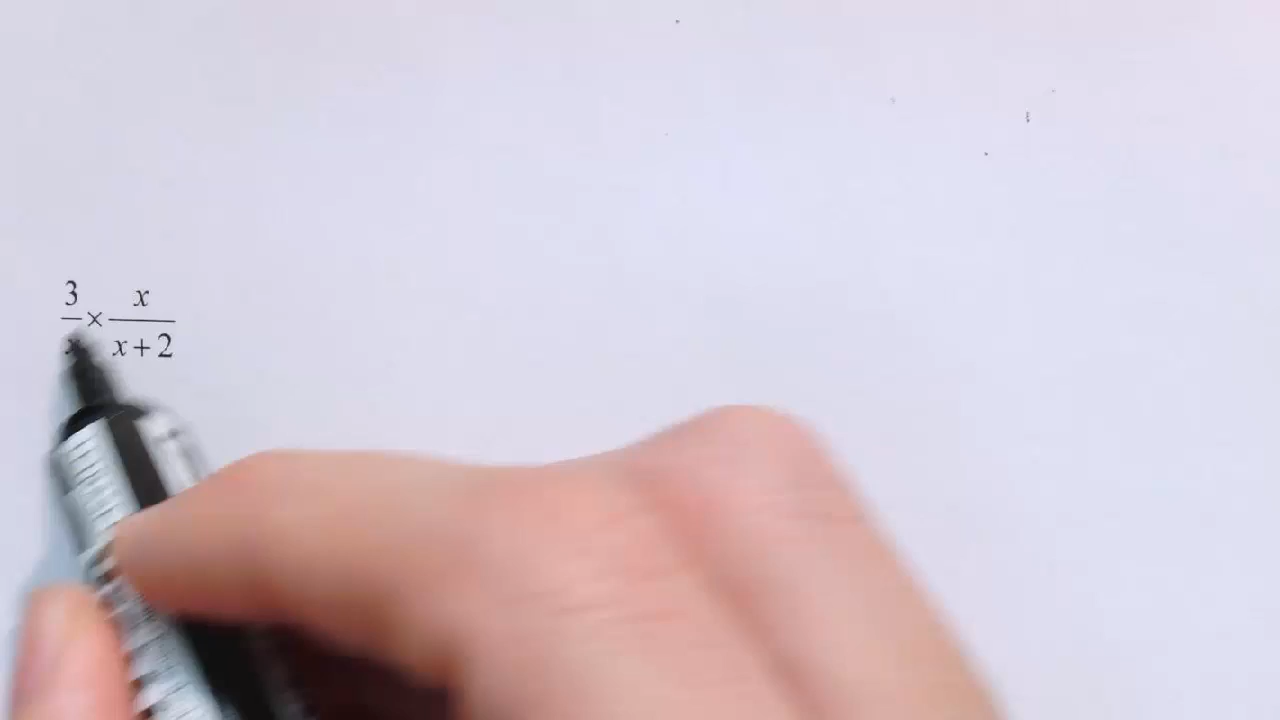 3/x × x/(x+2)